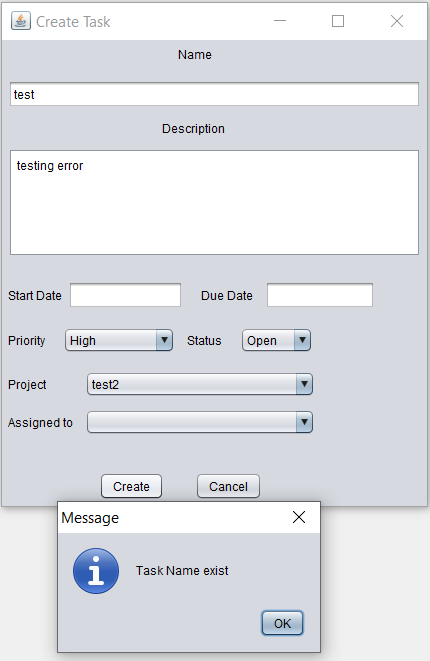 Create Task
Name
test
Description
testing error
Start Date Due Date
Priority High Status Open
Project test2
Assigned to
Create Cancel
Message
Task Name exist
OK